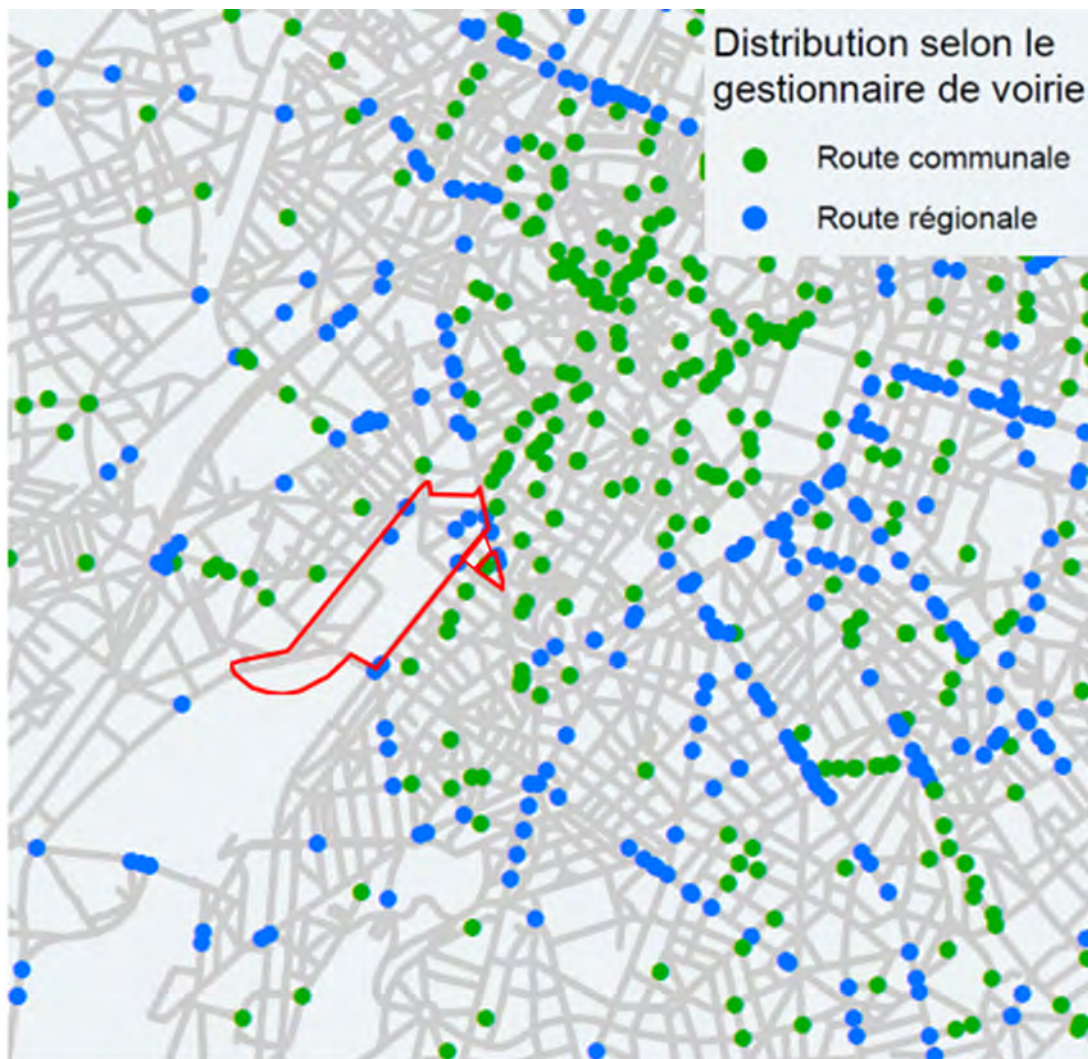 Distribution selon le
gestionnaire de voirie
Route communale
Route régionale